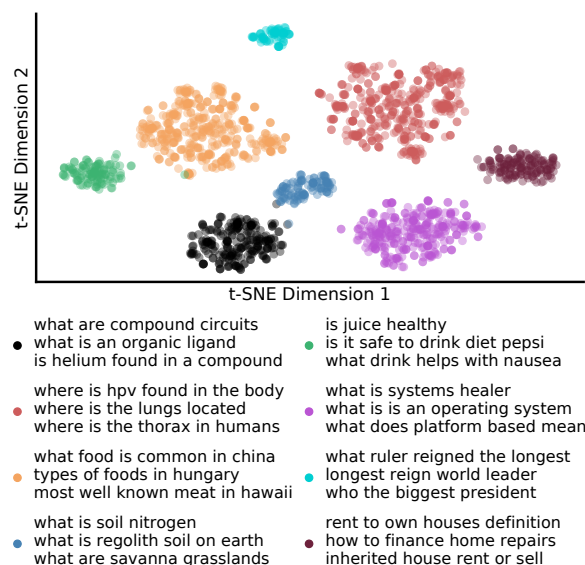 t-SNE Dimension 2
t-SNE Dimension 1
what are compound circuits
what is an organic ligand
is helium found in a compound
where is hpv found in the body
where is the lungs located
where is the thorax in humans
what food is common in china
types of foods in hungary
most well known meat in hawaii
what is soil nitrogen
what is regolith soil on earth
what are savanna grasslands
is juice healthy
is it safe to drink diet pepsi
what drink helps with nausea
what is systems healer
what is is an operating system
what does platform based mean
what ruler reigned the longest
longest reign world leader
who the biggest president
rent to own houses definition
how to finance home repairs
inherited house rent or sell